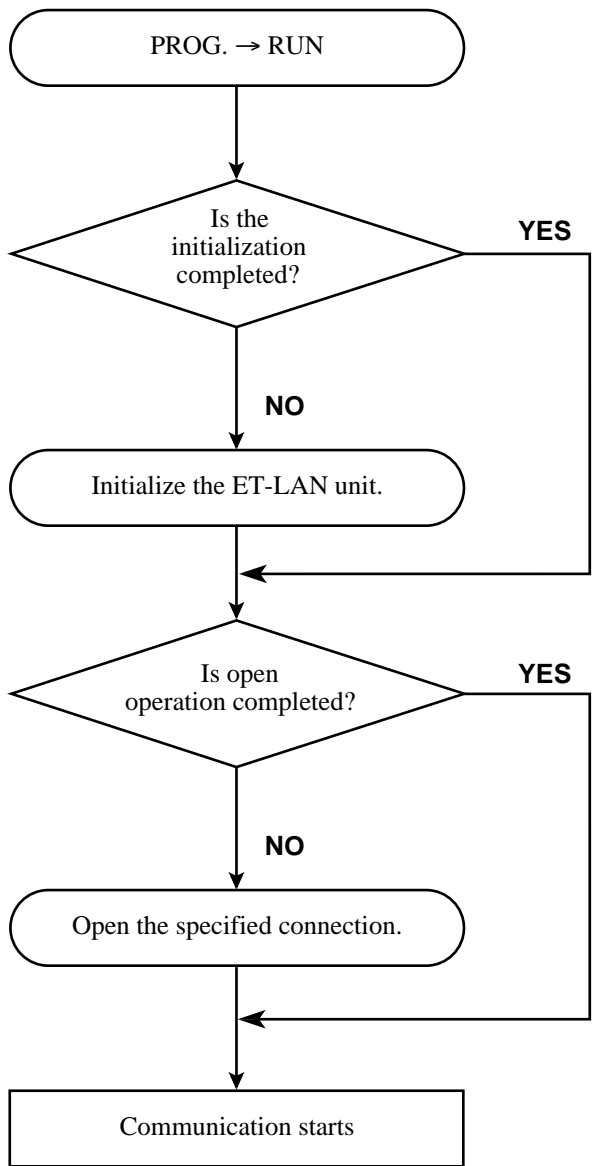 PROG. → RUN
Is the
initialization
completed?
YES
NO
Initialize the ET-LAN unit.
Is open
operation completed?
YES
NO
Open the specified connection.
Communication starts